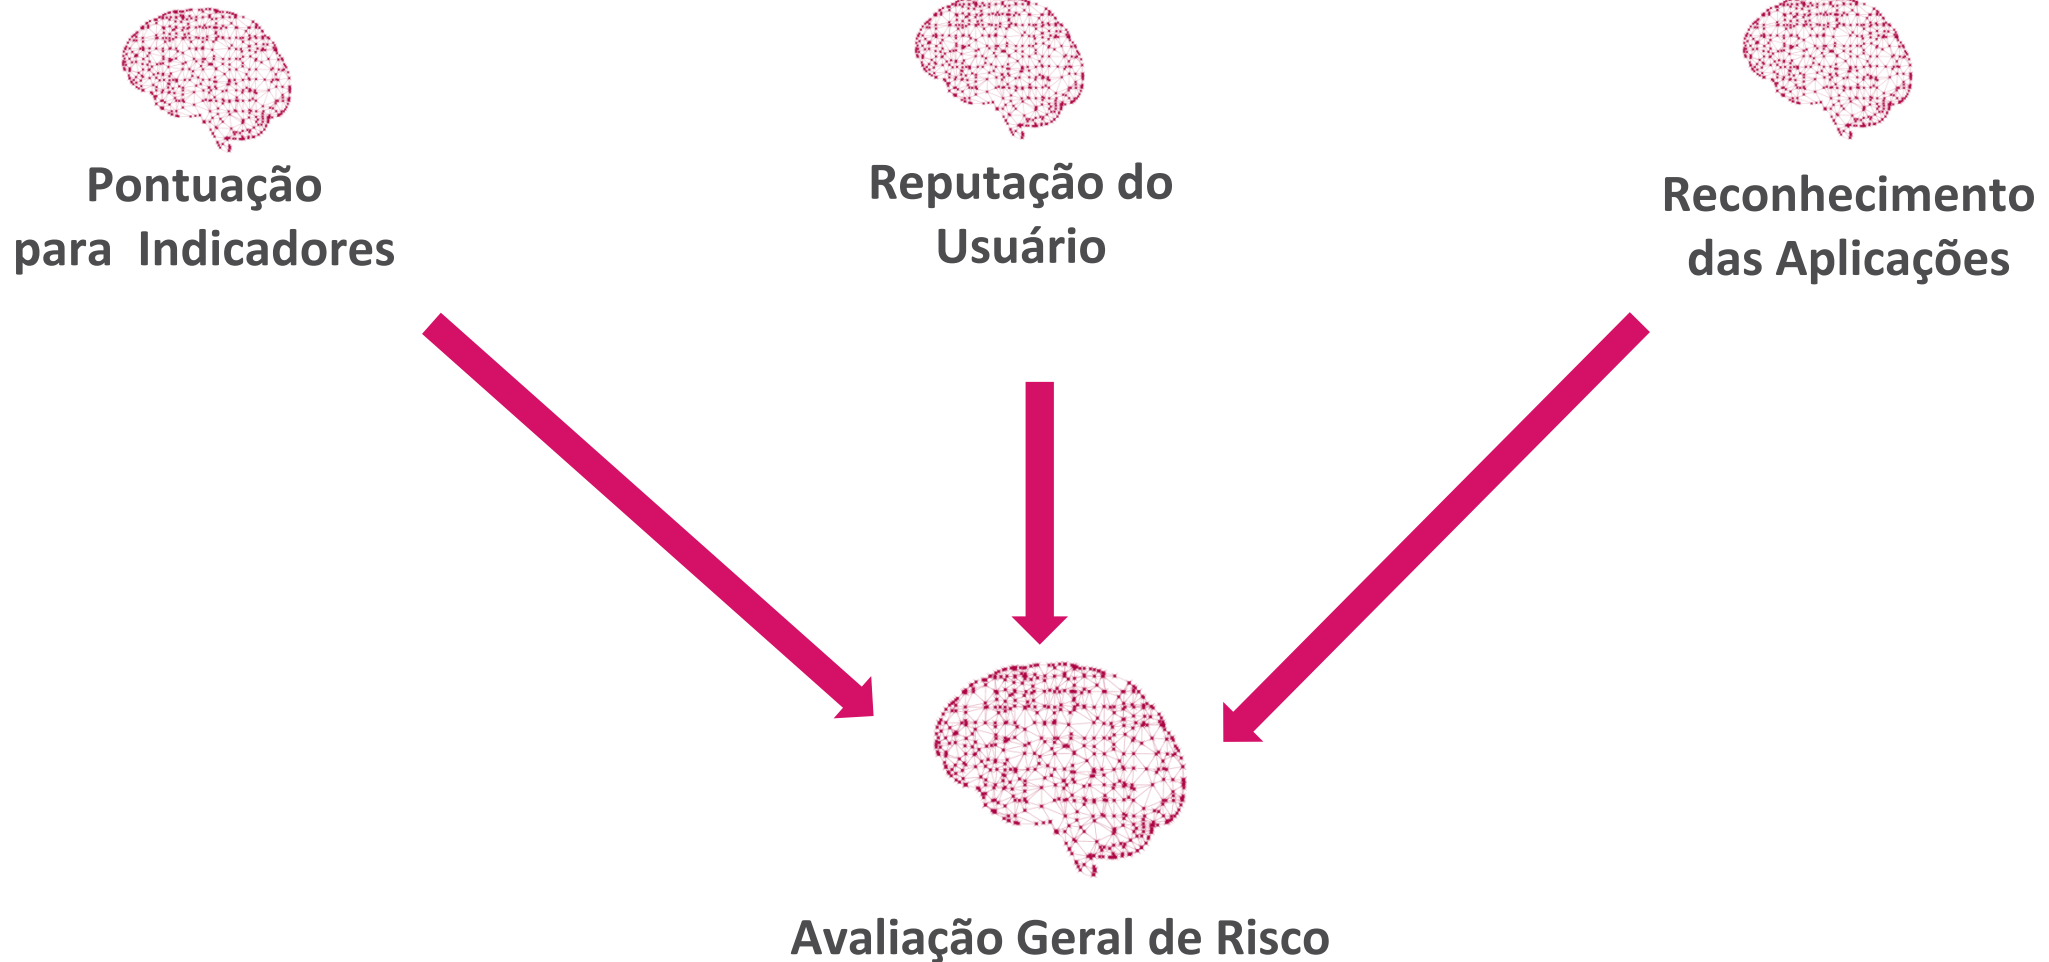 Pontuação
para  Indicadores
Reputação do
Usuário
Reconhecimento
das Aplicações
Avaliação Geral de Risco